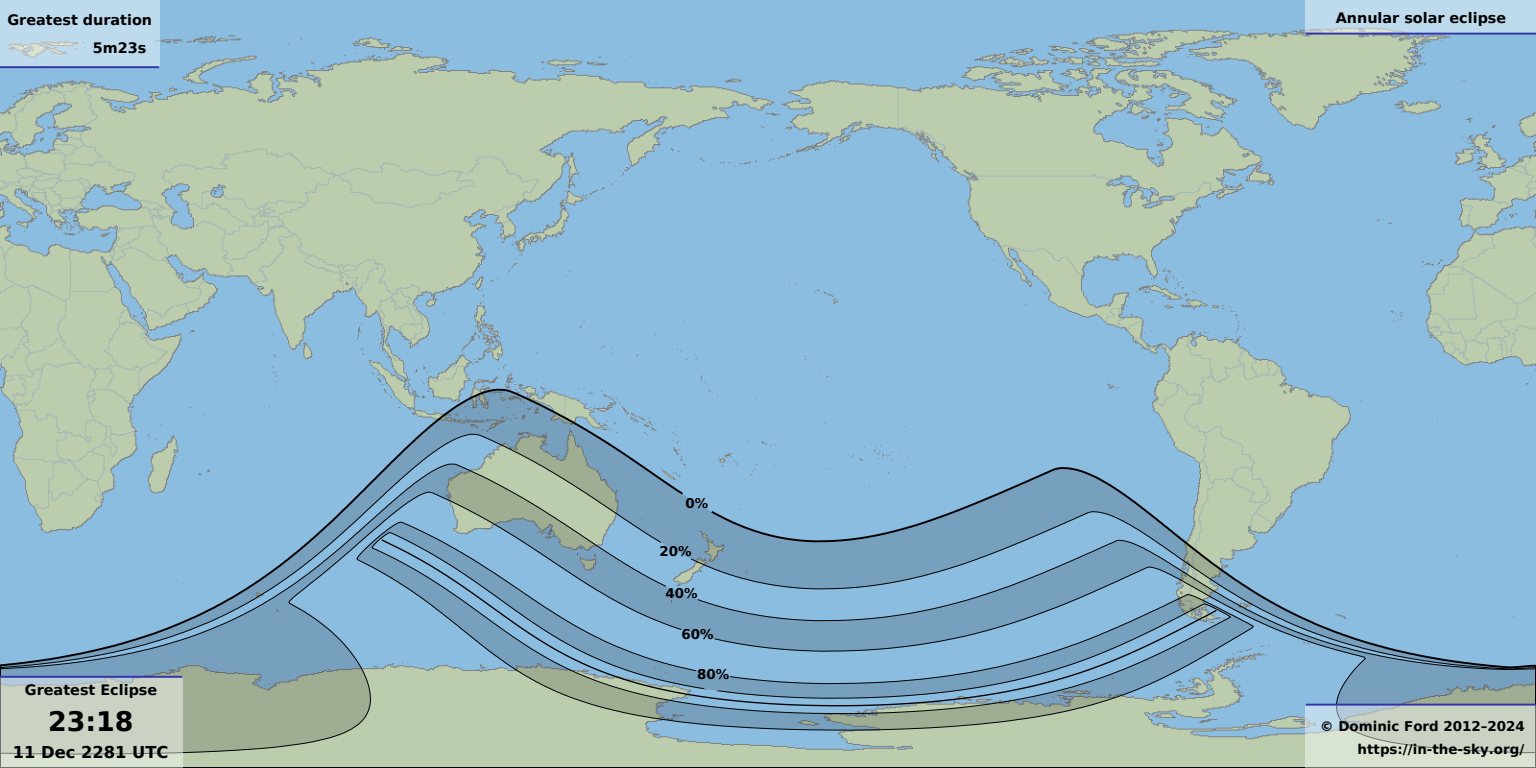 Greatest duration
5m23s
Annular solar eclipse
0%
20%
40%
60%
80%
Greatest Eclipse
23:18
11 Dec 2281 UTC
© Dominic Ford 2012–2024
https://in-the-sky.org/